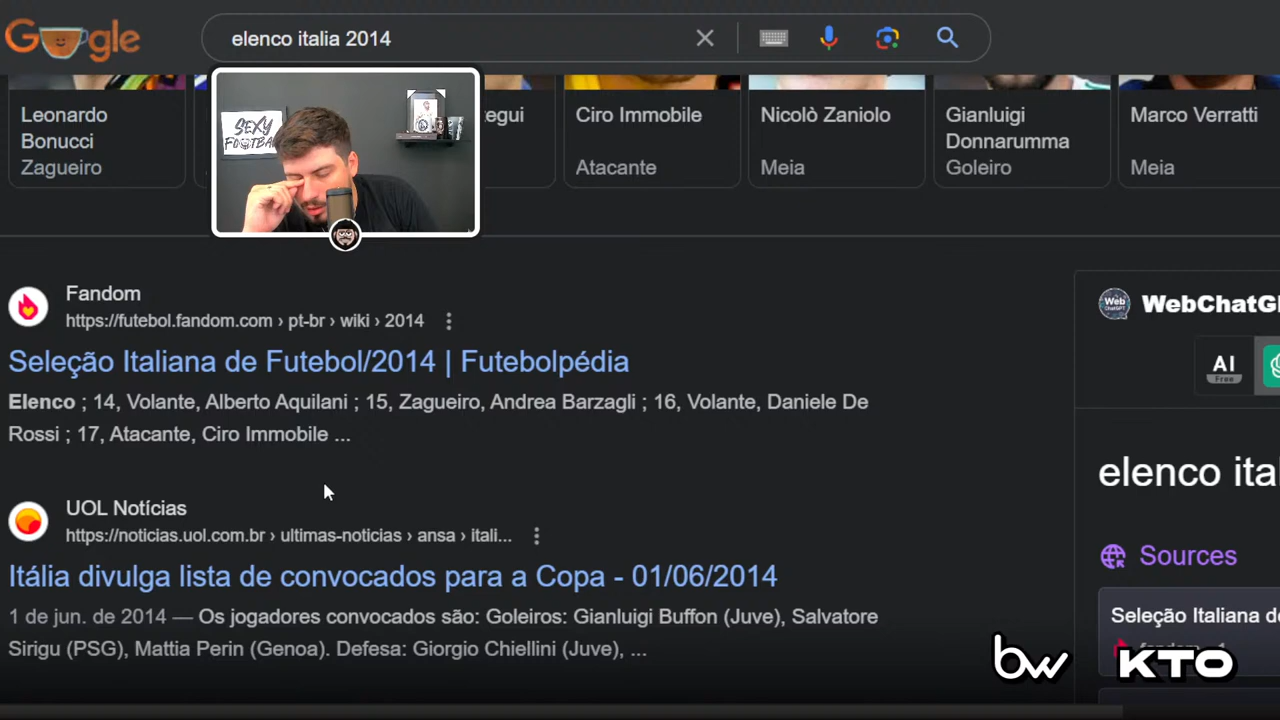 Google
elenco italia 2014
Leonardo
Bonucci
Zagueiro
egui
Ciro Immobile
Atacante
Nicolò Zaniolo
Meia
Gianluigi
Donnarumma
Goleiro
Marco Verratti
Meia
SEXY
FOOTBA
Fandom
https://futebol.fandom.com › pt-br › wiki › 2014
Seleção Italiana de Futebol/2014 | Futebolpédia
Elenco ; 14, Volante, Alberto Aquilani ; 15, Zagueiro, Andrea Barzagli ; 16, Volante, Daniele De
Rossi ; 17, Atacante, Ciro Immobile ...
UOL Notícias
https://noticias.uol.com.br › ultimas-noticias › ansa › itali...
Itália divulga lista de convocados para a Copa - 01/06/2014
1 de jun. de 2014 — Os jogadores convocados são: Goleiros: Gianluigi Buffon (Juve), Salvatore
Sirigu (PSG), Mattia Perin (Genoa). Defesa: Giorgio Chiellini (Juve), ...
Web
ChatGPT
WebChatG
AI
Free
elenco ita
Sources
Seleção Italiana d
bw KTO